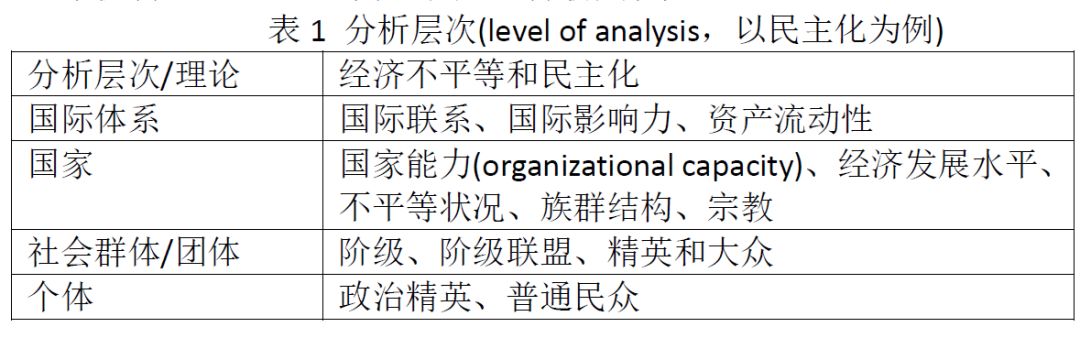 表 1 分析层次(level of analysis，以民主化为例)
分析层次/理论 经济不平等和民主化
国际体系 国际联系、国际影响力、资产流动性
国家 国家能力(organizational capacity)、经济发展水平、
不平等状况、族群结构、宗教
社会群体/团体 阶级、阶级联盟、精英和大众
个体 政治精英、普通民众